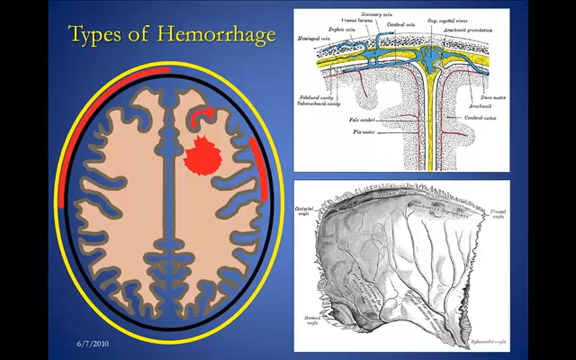 Types of Hemorrhage
Emissary vein
Venous lacuna
Cerebral vein
Diploic vein
Meningeal vein
Sup. sagittal sinus
Arachnoid granulation
Subdural cavity
Subarachnoid cavity
Dura mater
Arachnoid
Falx cerebri
Cerebral cortex
Pia mater
Occipital
angle
Frontal
angle
Mastoid
angle
Sphenoidal angle
6/7/2010